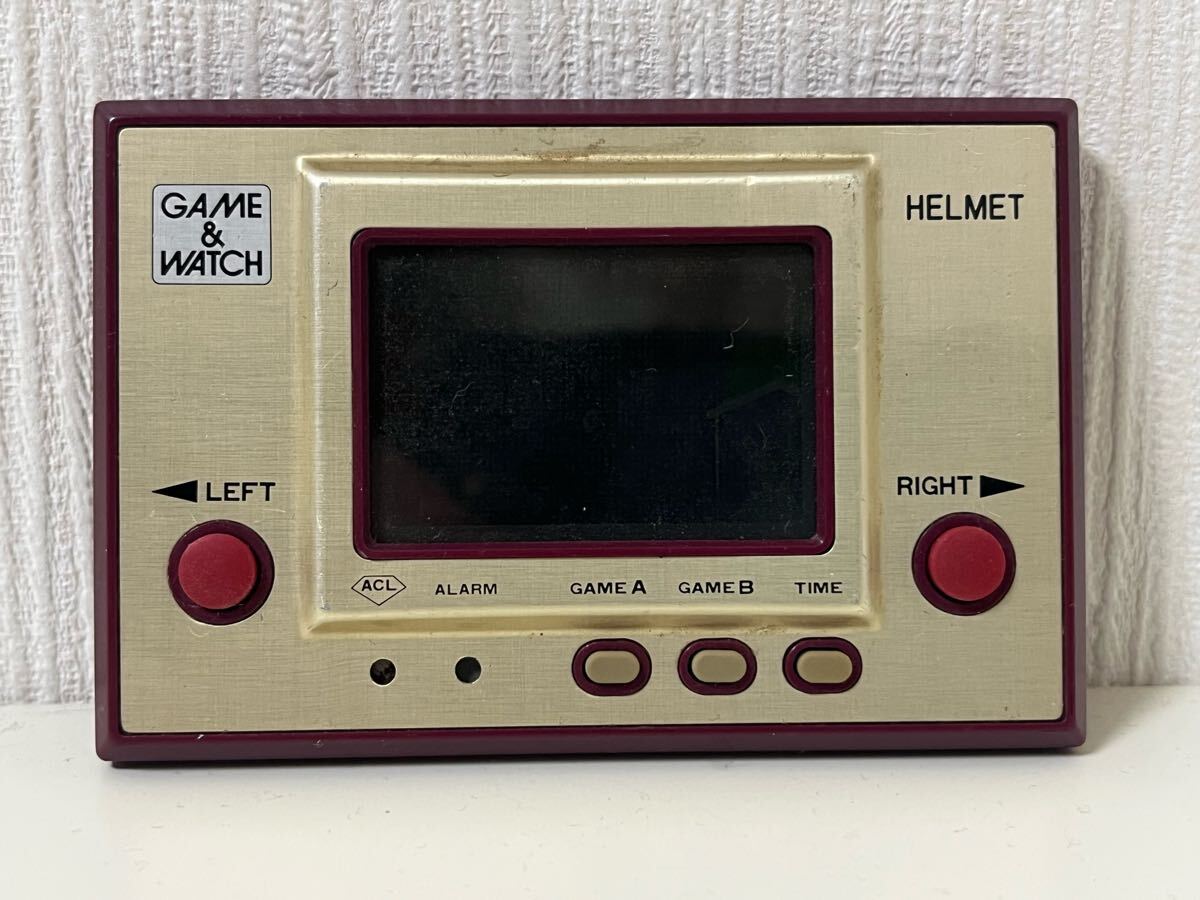 GAME
&
WATCH
HELMET
LEFT
RIGHT
ACL
ALARM
GAME A
GAME B
TIME